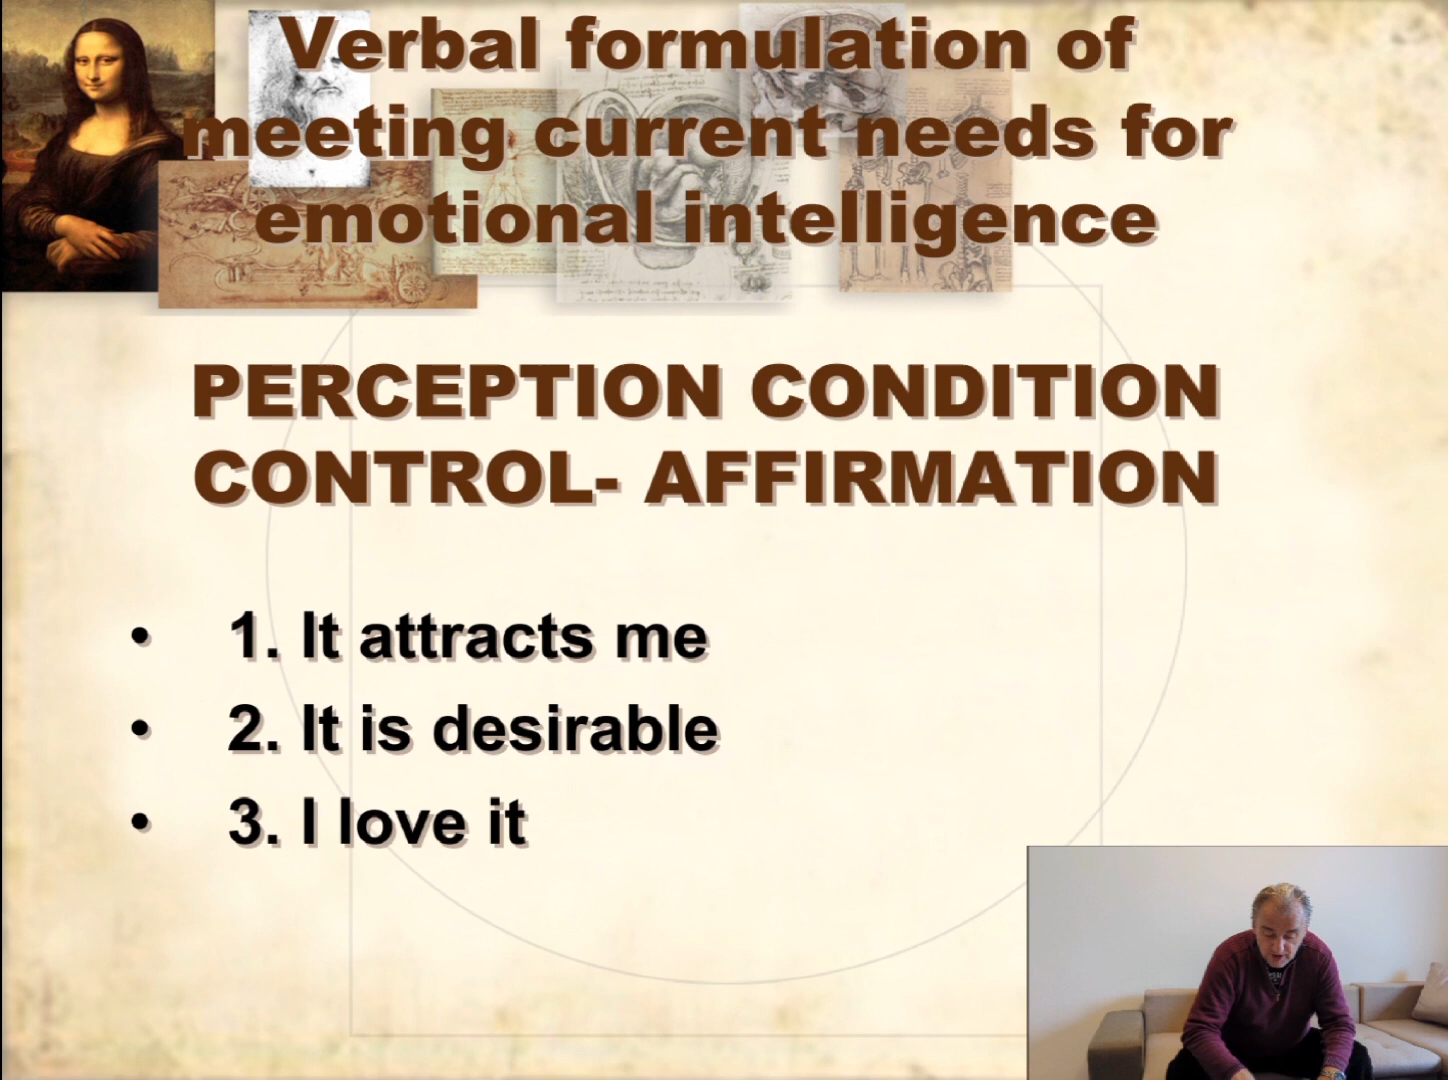 Verbal formulation of
meeting current needs for
emotional intelligence
PERCEPTION CONDITION
CONTROL- AFFIRMATION
• 1. It attracts me
• 2. It is desirable
• 3. I love it